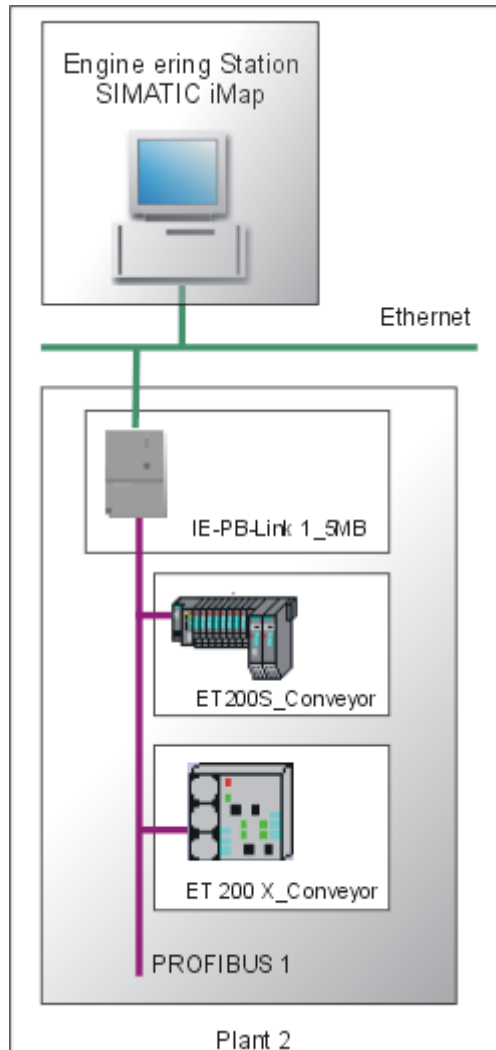 Engine ering Station
SIMATIC iMap
Ethernet
IE-PB-Link 1_5MB
ET200S_Conveyor
ET 200 X_Conveyor
PROFIBUS 1
Plant 2